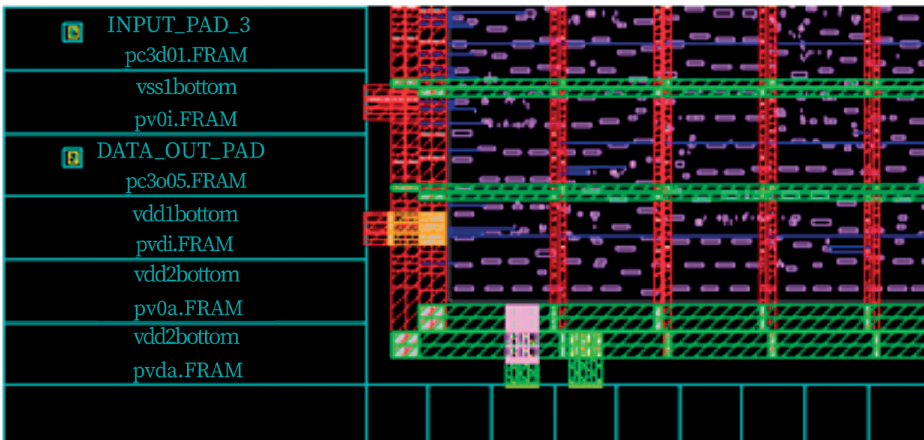 INPUT_PAD_3
pc3d01.FRAM
vss1bottom
pv0i.FRAM
DATA_OUT_PAD
pc3o05.FRAM
vdd1bottom
pvdi.FRAM
vdd2bottom
pv0a.FRAM
vdd2bottom
pvda.FRAM